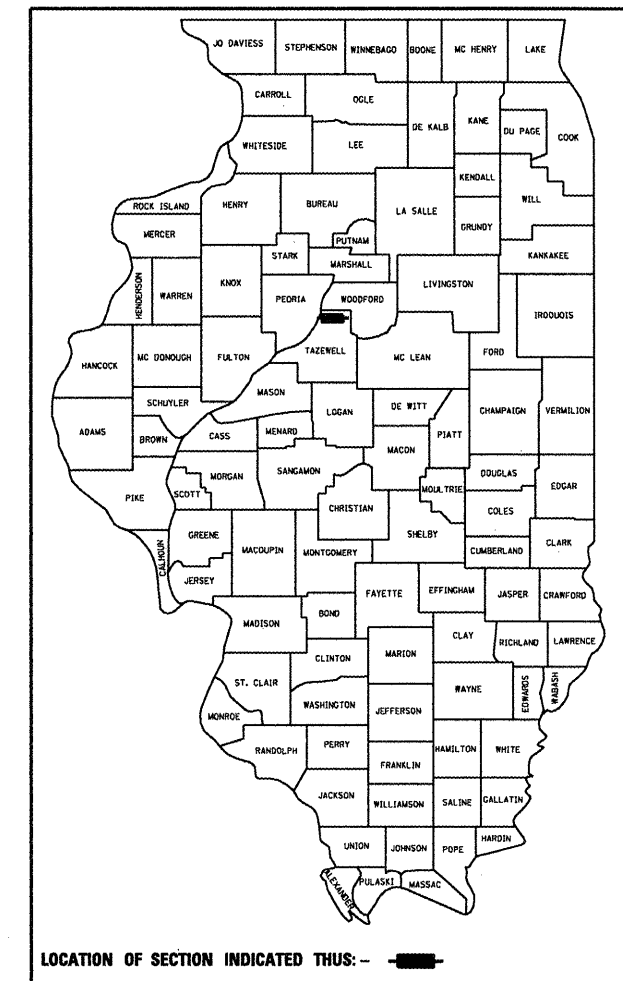 JO DAVIESS STEPHENSON WINNEBAGO BOONE MC HENRY LAKE
CARROLL OGLE DE KALB KANE DU PAGE COOK
WHITESIDE LEE KENDALL WILL
ROCK ISLAND HENRY BUREAU LA SALLE GRUNDY
MERCER PUTNAM KANKAKEE
STARK MARSHALL
HENDERSON WARREN KNOX PEORIA WOODFORD LIVINGSTON IROQUOIS
HANCOCK MC DONOUGH FULTON TAZEWELL MC LEAN FORD
SCHUYLER MASON LOGAN DE WITT CHAMPAIGN VERMILION
ADAMS BROWN CASS MENARD MACON PIATT
PIKE SCOTT MORGAN SANGAMON CHRISTIAN MOULTRIE DOUGLAS EDGAR
COLES
CALHOUN GREENE MACOUPIN MONTGOMERY SHELBY CUMBERLAND CLARK
JERSEY FAYETTE EFFINGHAM JASPER CRAWFORD
MADISON BOND CLAY RICHLAND LAWRENCE
CLINTON MARION
ST. CLAIR WAYNE EDWARDS WABASH
MONROE WASHINGTON JEFFERSON
RANDOLPH PERRY FRANKLIN HAMILTON WHITE
JACKSON WILLIAMSON SALINE GALLATIN
UNION JOHNSON POPE HARDIN
ALEXANDER PULASKI MASSAC
LOCATION OF SECTION INDICATED THUS: -